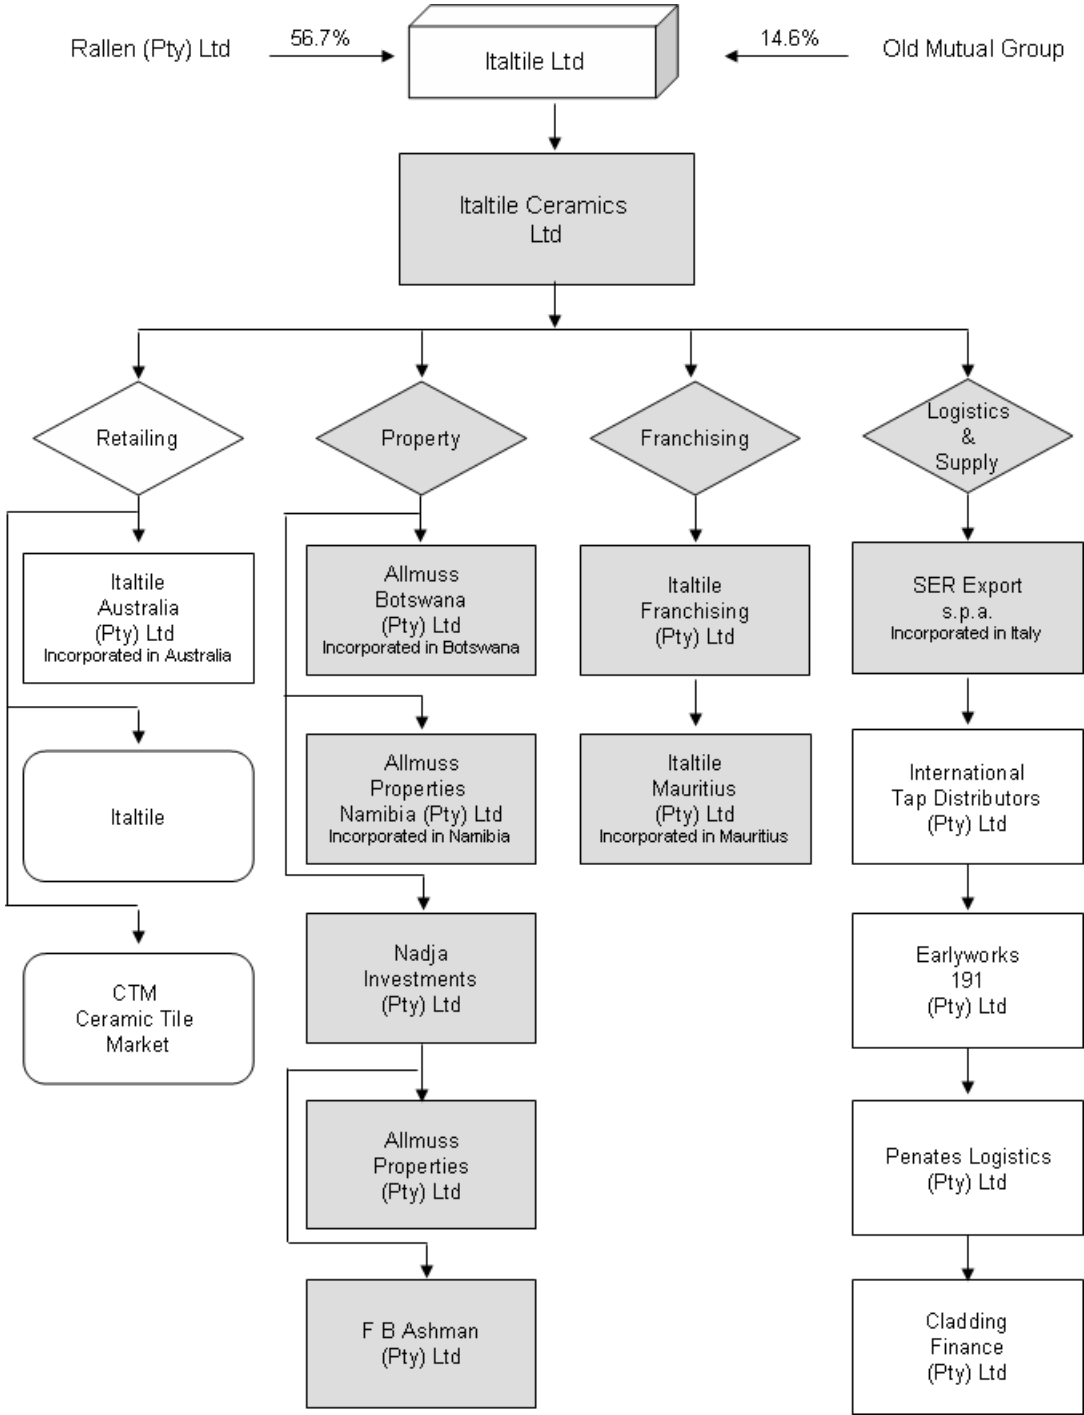 Rallen (Pty) Ltd
56.7%
Italtile Ltd
14.6%
Old Mutual Group
Italtile Ceramics
Ltd
Retailing
Property
Franchising
Logistics
&
Supply
Italtile
Australia
(Pty) Ltd
Incorporated in Australia
Allmuss
Botswana
(Pty) Ltd
Incorporated in Botswana
Italtile
Franchising
(Pty) Ltd
SER Export
s.p.a.
Incorporated in Italy
Italtile
Allmuss
Properties
Namibia (Pty) Ltd
Incorporated in Namibia
Italtile
Mauritius
(Pty) Ltd
Incorporated in Mauritius
International
Tap Distributors
(Pty) Ltd
CTM
Ceramic Tile
Market
Nadja
Investments
(Pty) Ltd
Earlyworks
191
(Pty) Ltd
Allmuss
Properties
(Pty) Ltd
Penates Logistics
(Pty) Ltd
F B Ashman
(Pty) Ltd
Cladding
Finance
(Pty) Ltd